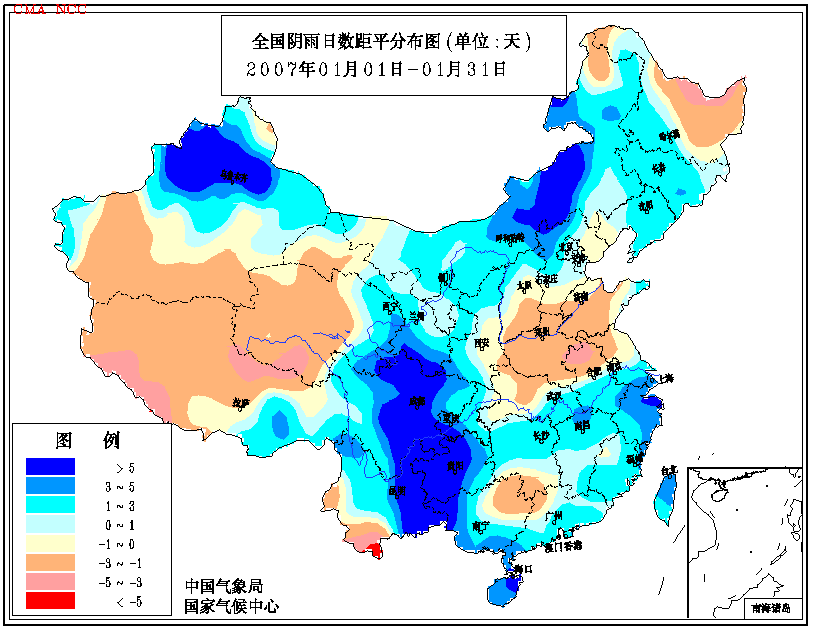 CMA NCC
全国阴雨日数距平分布图(单位:天)
2007年01月01日-01月31日
哈尔滨
长春
沈阳
乌鲁木齐
呼和浩特
北京
天津
银川
太原
石家庄
济南
西宁
兰州
郑州
西安
合肥
南京
上海
拉萨
成都
重庆
武汉
杭州
南昌
长沙
贵阳
福州
台北
昆明
南宁
广州
澳门 香港
海口
图 例
> 5
3 ~ 5
1 ~ 3
0 ~ 1
-1 ~ 0
-3 ~ -1
-5 ~ -3
< -5
中国气象局
国家气候中心
南海诸岛